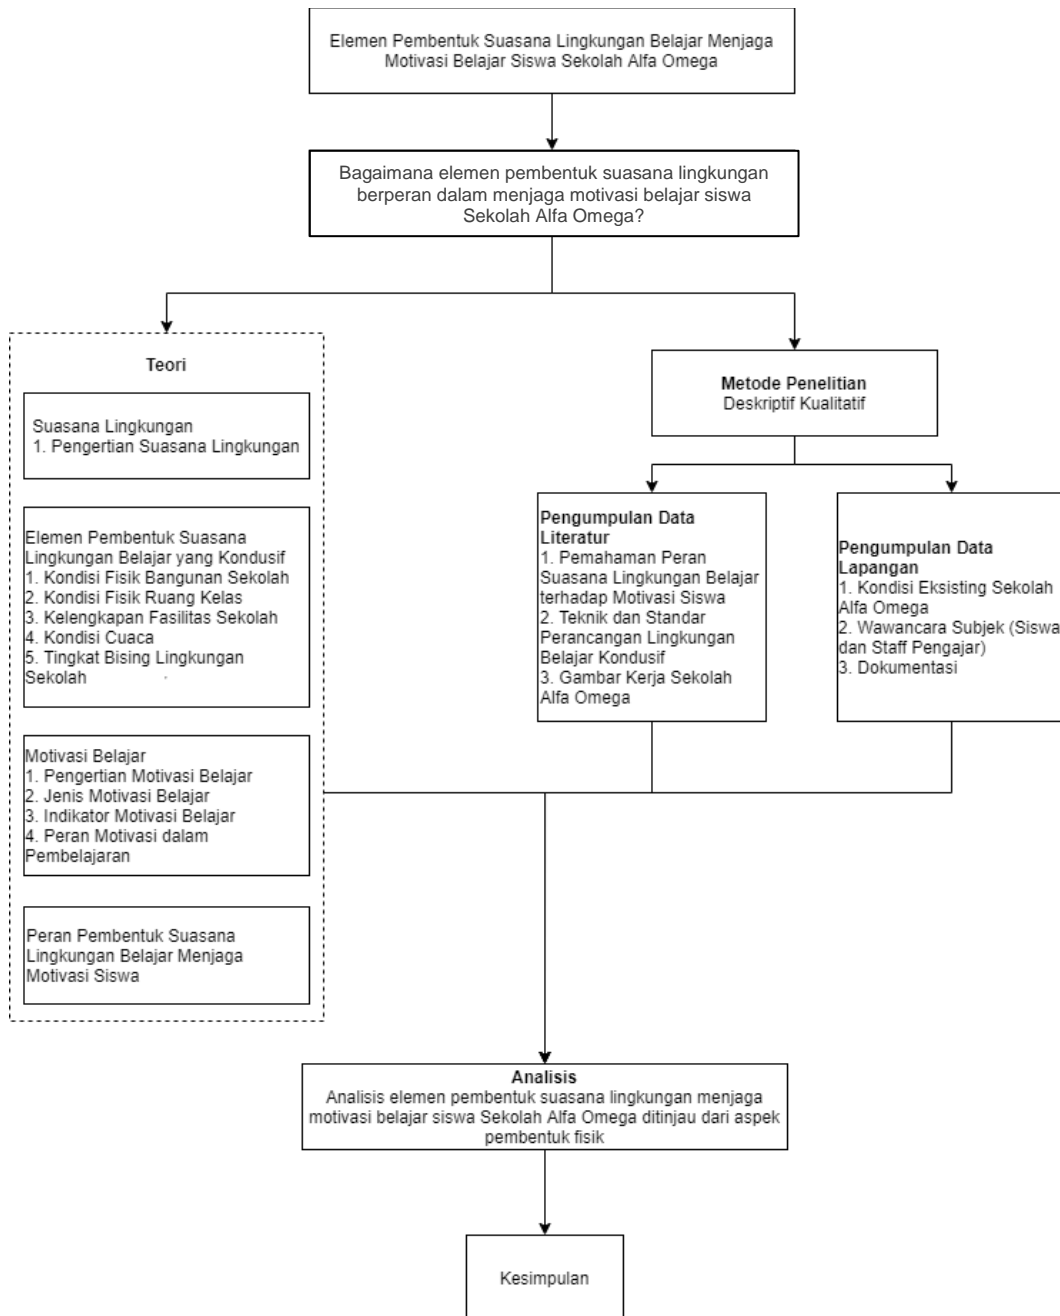 Elemen Pembentuk Suasana Lingkungan Belajar Menjaga
Motivasi Belajar Siswa Sekolah Alfa Omega
Bagaimana elemen pembentuk suasana lingkungan
berperan dalam menjaga motivasi belajar siswa
Sekolah Alfa Omega?
Teori
Suasana Lingkungan
1. Pengertian Suasana Lingkungan
Elemen Pembentuk Suasana
Lingkungan Belajar yang Kondusif
1. Kondisi Fisik Bangunan Sekolah
2. Kondisi Fisik Ruang Kelas
3. Kelengkapan Fasilitas Sekolah
4. Kondisi Cuaca
5. Tingkat Bising Lingkungan
Sekolah
Motivasi Belajar
1. Pengertian Motivasi Belajar
2. Jenis Motivasi Belajar
3. Indikator Motivasi Belajar
4. Peran Motivasi dalam
Pembelajaran
Peran Pembentuk Suasana
Lingkungan Belajar Menjaga
Motivasi Siswa
Metode Penelitian
Deskriptif Kualitatif
Pengumpulan Data
Literatur
1. Pemahaman Peran
Suasana Lingkungan Belajar
terhadap Motivasi Siswa
2. Teknik dan Standar
Perancangan Lingkungan
Belajar Kondusif
3. Gambar Kerja Sekolah
Alfa Omega
Pengumpulan Data
Lapangan
1. Kondisi Eksisting Sekolah
Alfa Omega
2. Wawancara Subjek (Siswa
dan Staff Pengajar)
3. Dokumentasi
Analisis
Analisis elemen pembentuk suasana lingkungan menjaga
motivasi belajar siswa Sekolah Alfa Omega ditinjau dari aspek
pembentuk fisik
Kesimpulan